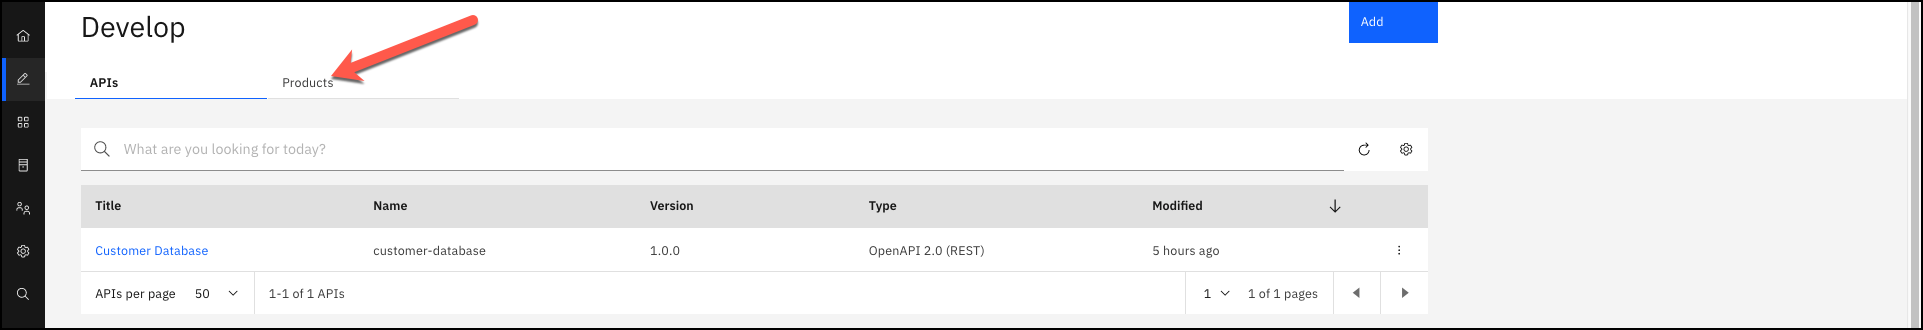 Develop
Add
APIs
Products
What are you looking for today?
Title Name Version Type Modified
Customer Database customer-database 1.0.0 OpenAPI 2.0 (REST) 5 hours ago
APIs per page 50 1-1 of 1 APIs 1 1 of 1 pages